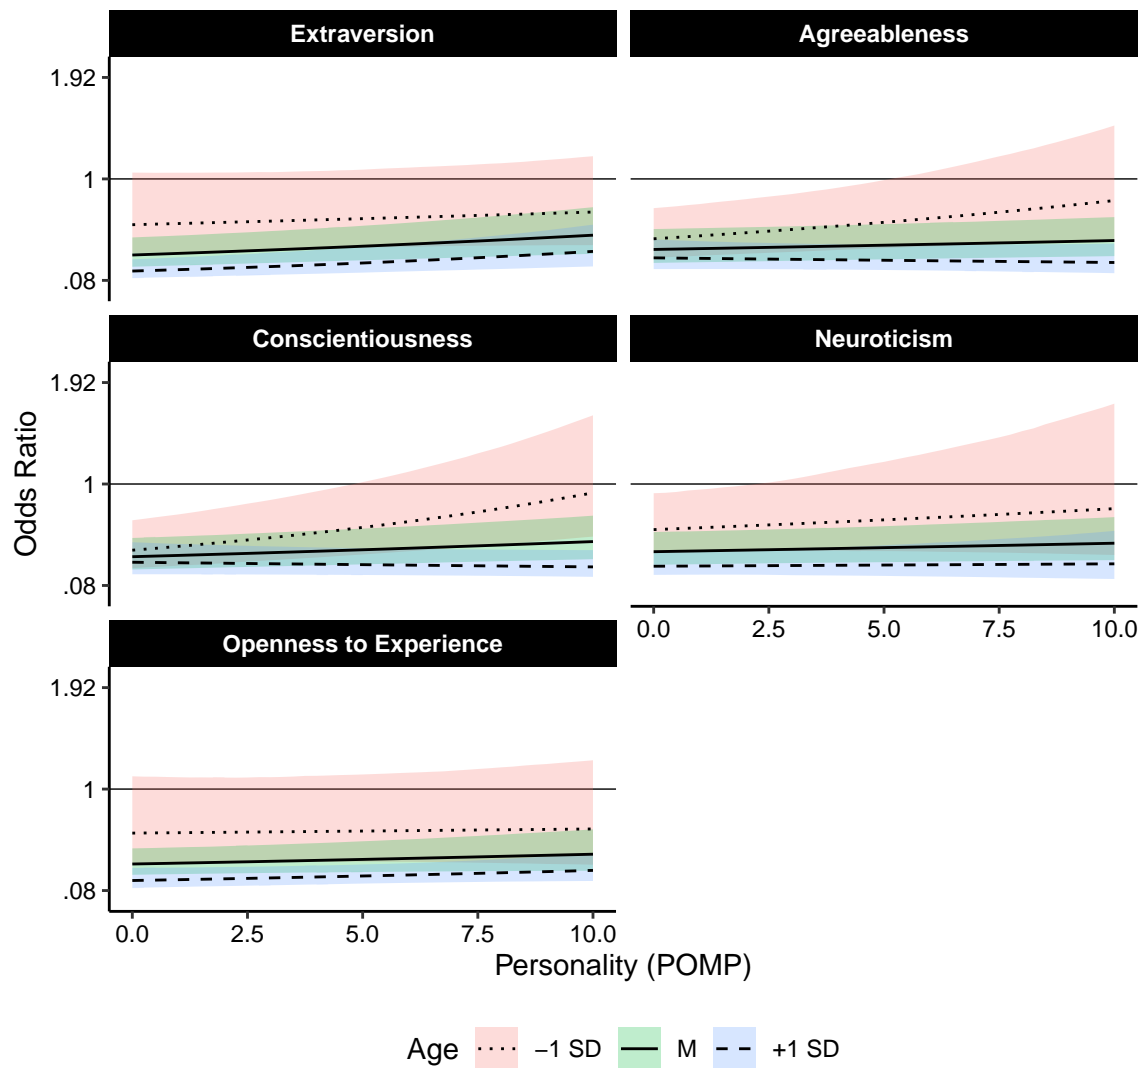 Extraversion
Agreeableness
1.92
1
.08
Conscientiousness
Neuroticism
1.92
1
.08
0.0 2.5 5.0 7.5 10.0
Openness to Experience
1.92
1
.08
0.0 2.5 5.0 7.5 10.0
Odds Ratio
Personality (POMP)
Age −1 SD M +1 SD